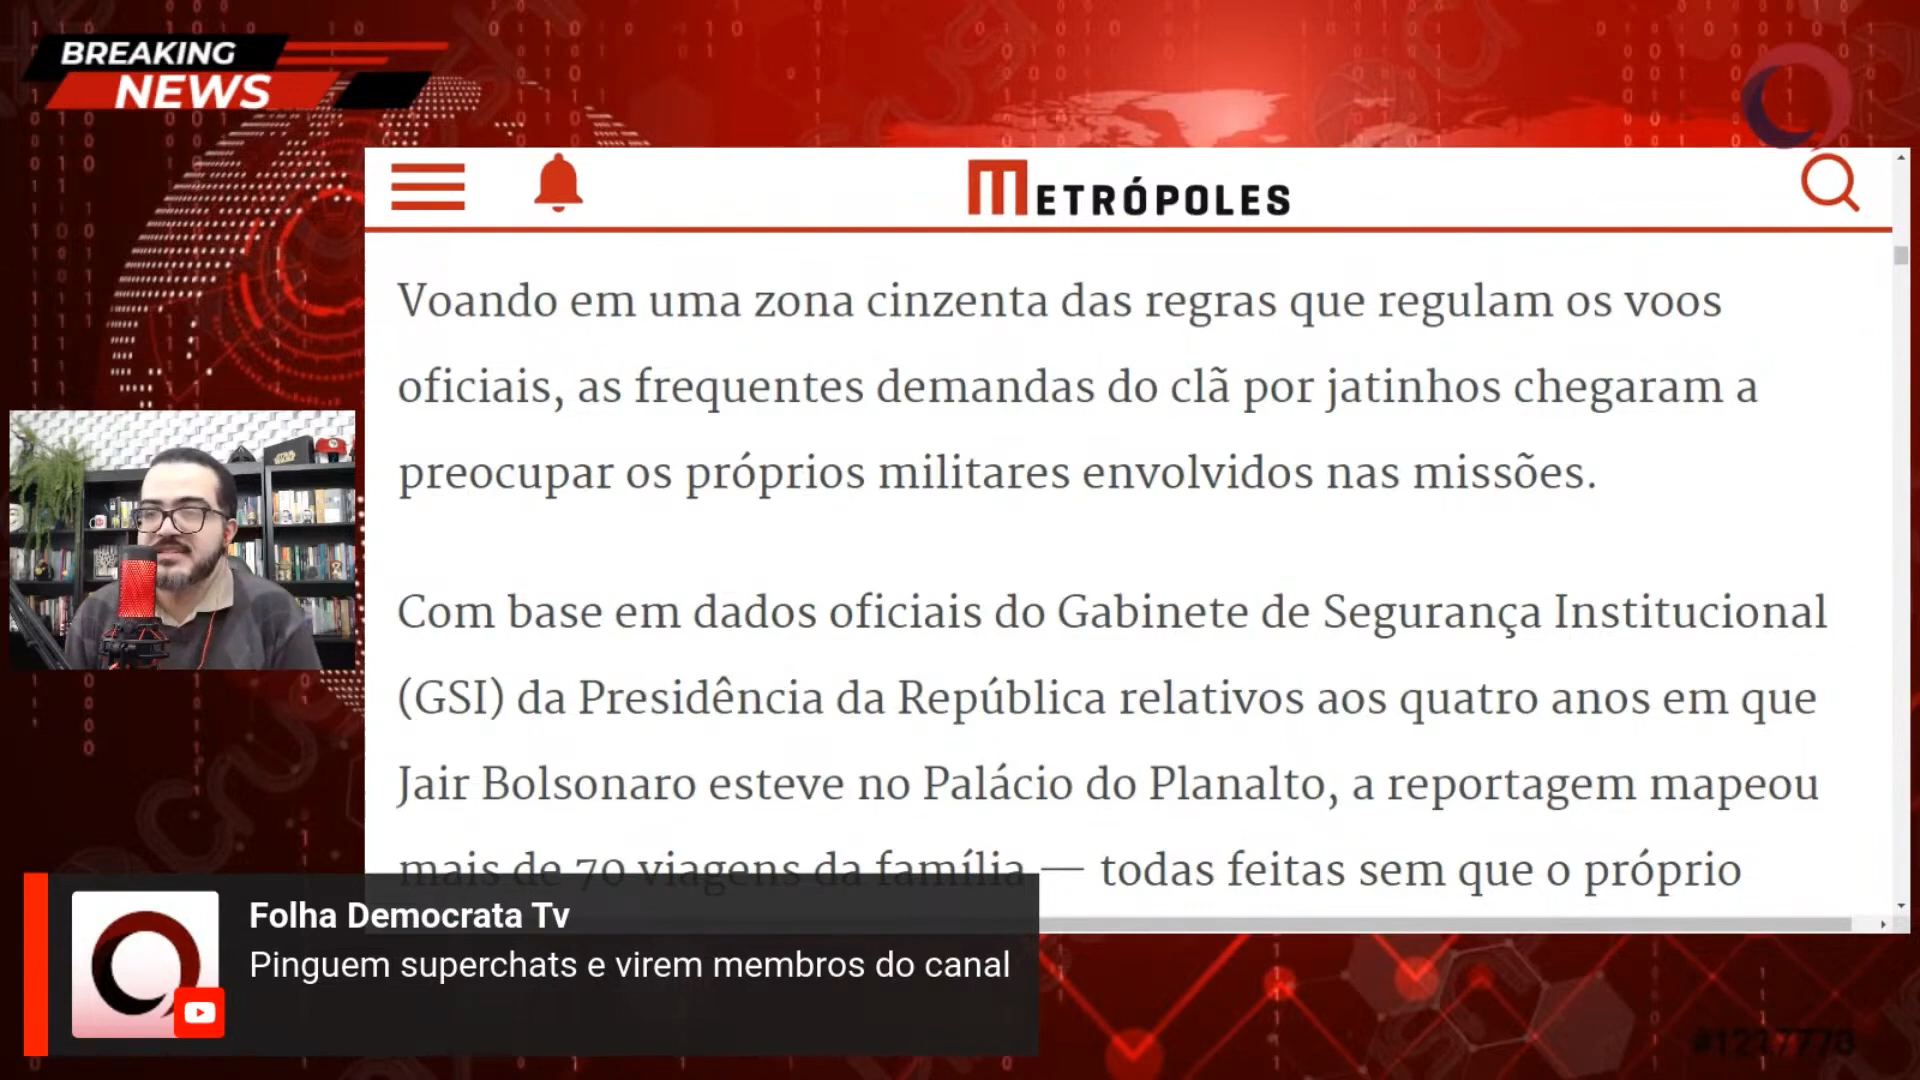 BREAKING
NEWS
METRÓPOLES
Voando em uma zona cinzenta das regras que regulam os voos
oficiais, as frequentes demandas do clã por jatinhos chegaram a
preocupar os próprios militares envolvidos nas missões.
Com base em dados oficiais do Gabinete de Segurança Institucional
(GSI) da Presidência da República relativos aos quatro anos em que
Jair Bolsonaro esteve no Palácio do Planalto, a reportagem mapeou
mais de 70 viagens da família — todas feitas sem que o próprio
Folha Democrata Tv
Pinguem superchats e virem membros do canal